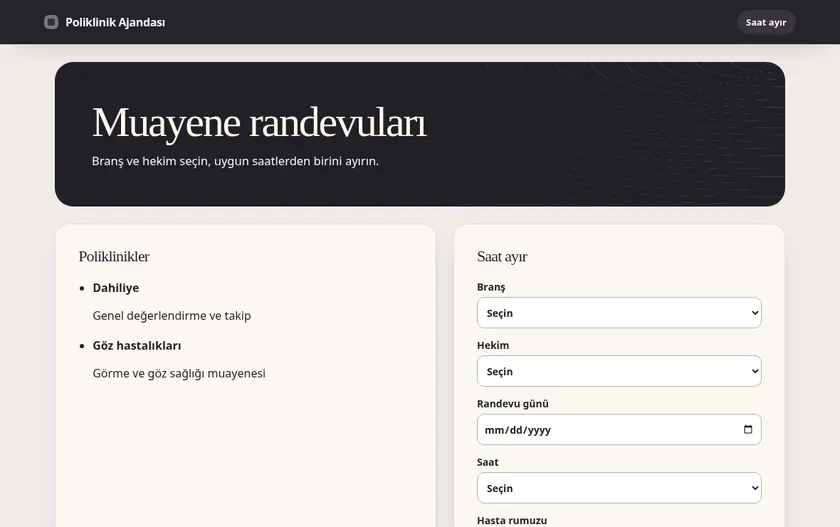 Poliklinik Ajandası
Saat ayır
Muayene randevuları
Branş ve hekim seçin, uygun saatlerden birini ayırın.
Poliklinikler
Dahiliye
Genel değerlendirme ve takip
Göz hastalıkları
Görme ve göz sağlığı muayenesi
Saat ayır
Branş
Seçin
Hekim
Seçin
Randevu günü
mm/dd/yyyy
Saat
Seçin
Hasta rumuzu